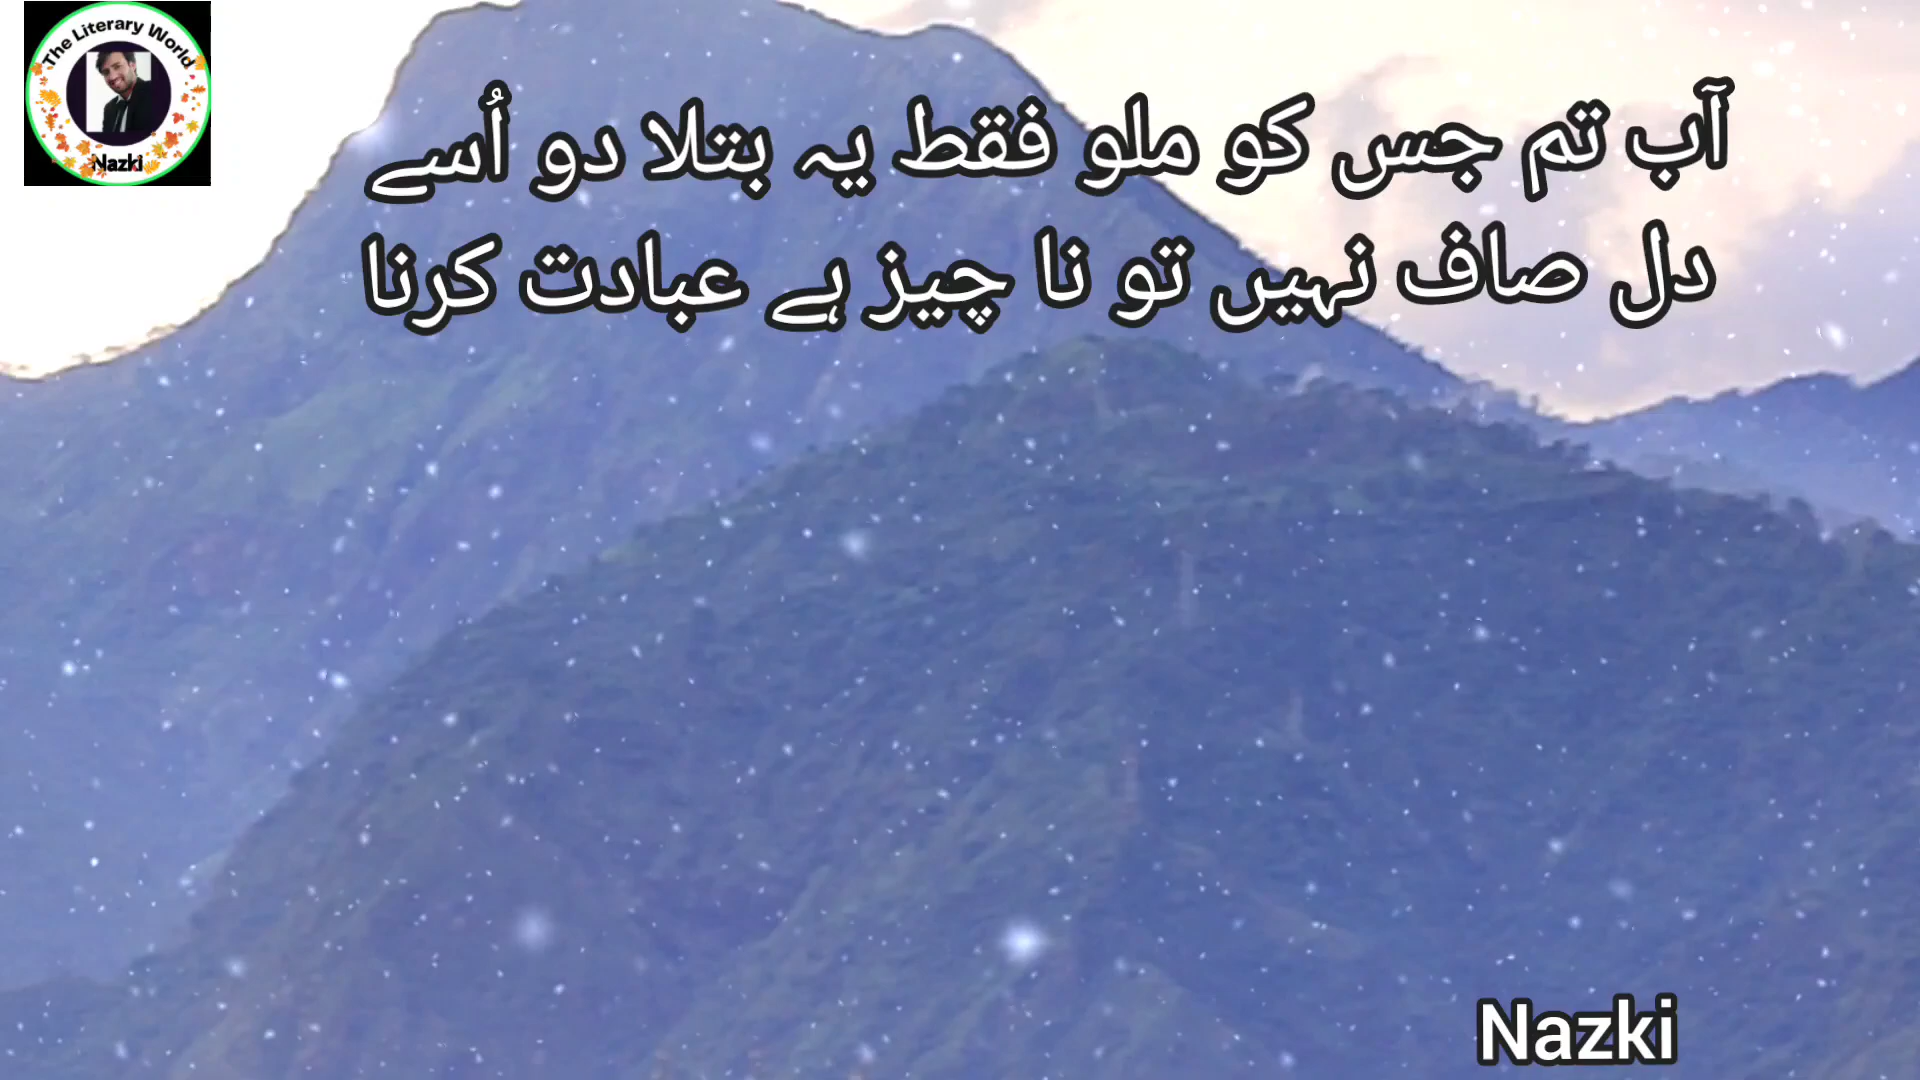 The Literary World
Nazki
آب تم جس کو ملو فقط یہ بتلا دو اُسے
دل صاف نہیں تو نا چیز ہے عبادت کرنا
Nazki